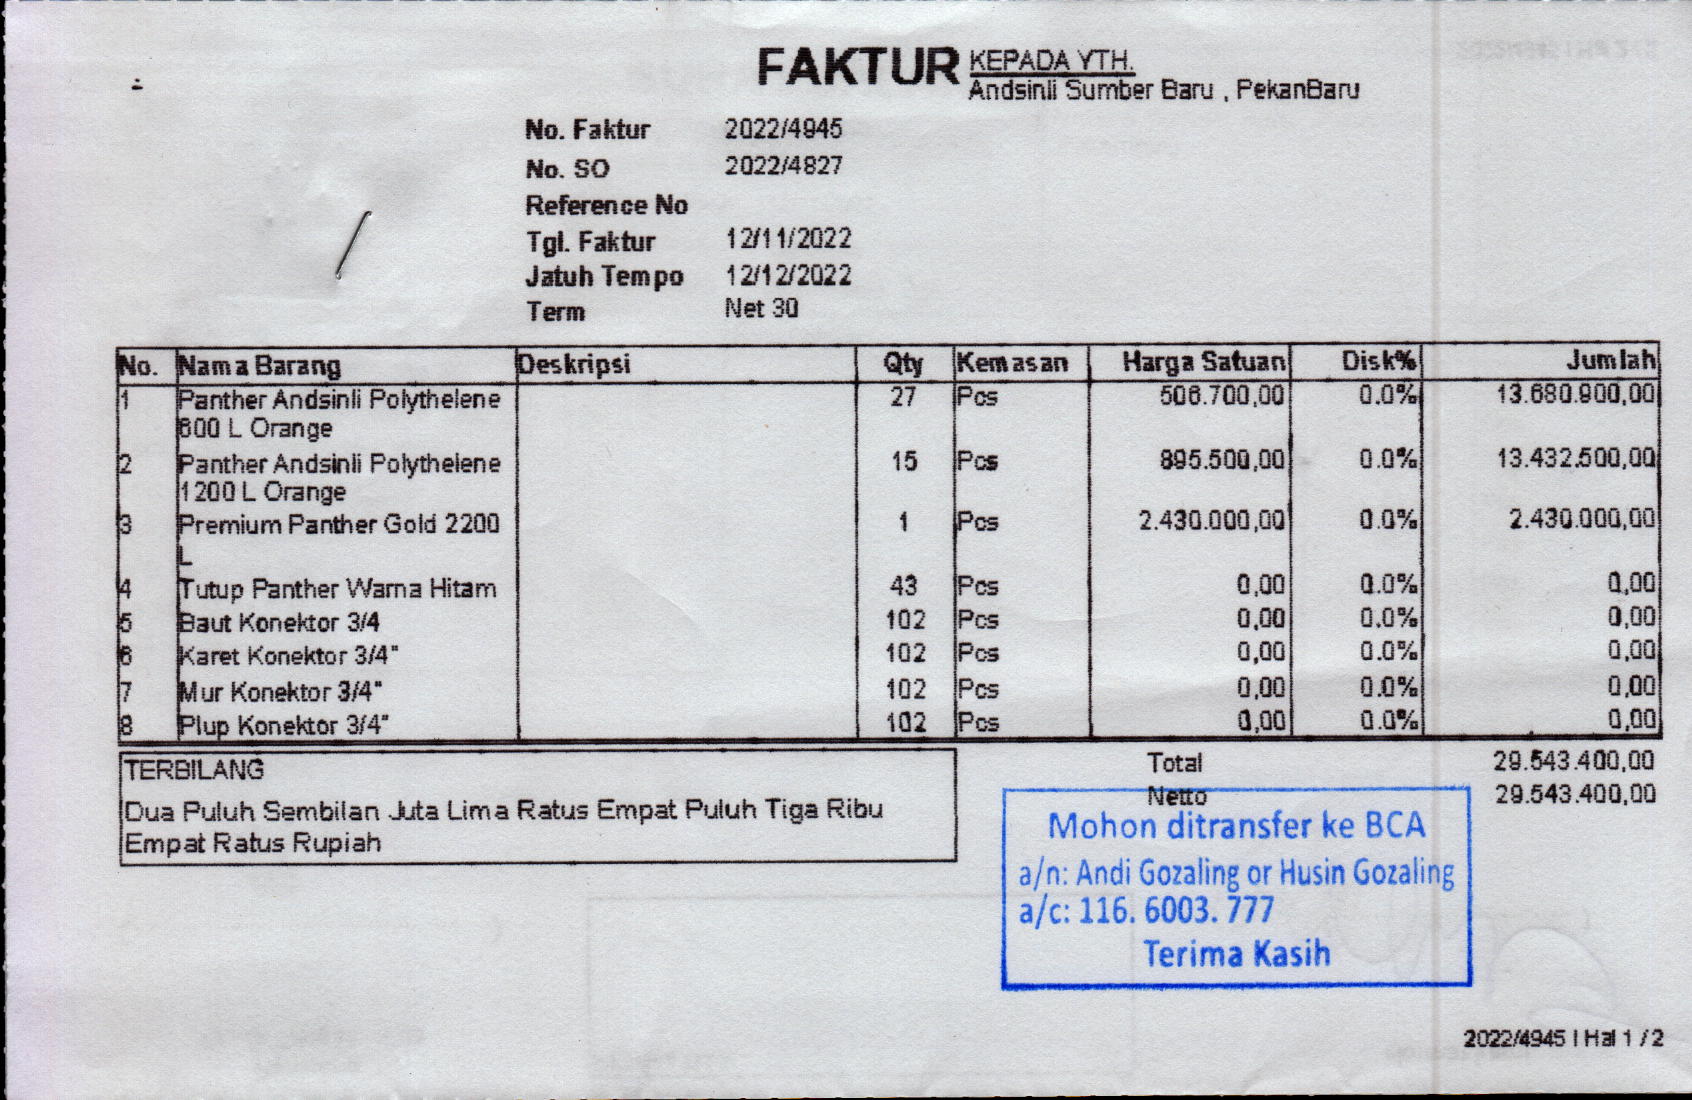 FAKTUR KEPADA YTH.
Andsinli Sumber Baru , PekanBaru
No. Faktur 2022/4945
No. SO 2022/4827
Reference No
Tgl. Faktur 12/11/2022
Jatuh Tempo 12/12/2022
Term Net 30
No. Nama Barang Deskripsi Qty Kemasan Harga Satuan Disk% Jumlah
1 Panther Andsinli Polythelene 27 Pcs 506.700,00 0.0% 13.680.900,00
600 L Orange
2 Panther Andsinli Polythelene 15 Pcs 895.500,00 0.0% 13.432.500,00
1200 L Orange
3 Premium Panther Gold 2200 1 Pcs 2.430.000,00 0.0% 2.430.000,00
L
4 Tutup Panther Warna Hitam 43 Pcs 0,00 0.0% 0,00
5 Baut Konektor 3/4 102 Pcs 0,00 0.0% 0,00
6 Karet Konektor 3/4" 102 Pcs 0,00 0.0% 0,00
7 Mur Konektor 3/4" 102 Pcs 0,00 0.0% 0,00
8 Plup Konektor 3/4" 102 Pcs 0,00 0.0% 0,00
TERBILANG
Dua Puluh Sembilan Juta Lima Ratus Empat Puluh Tiga Ribu
Empat Ratus Rupiah
Total 29.543.400,00
Netto 29.543.400,00
Mohon ditransfer ke BCA
a/n: Andi Gozaling or Husin Gozaling
a/c: 116. 6003. 777
Terima Kasih
2022/4945 | Hal 1 / 2